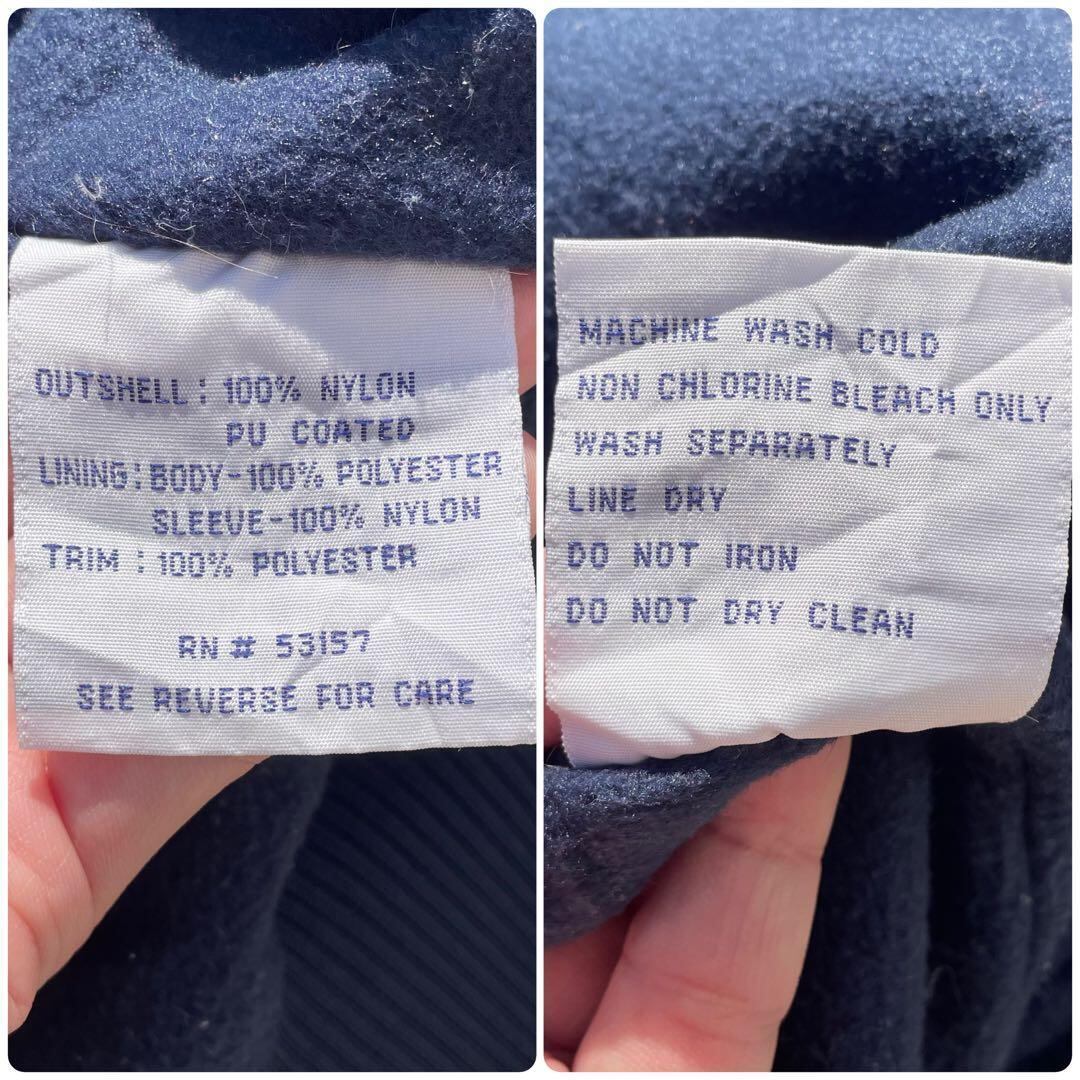 OUTSHELL: 100% NYLON
PU COATED
LINING: BODY-100% POLYESTER
SLEEVE-100% NYLON
TRIM : 100% POLYESTER
RN # 53157
SEE REVERSE FOR CARE
MACHINE WASH COLD
NON CHLORINE BLEACH ONLY
WASH SEPARATELY
LINE DRY
DO NOT IRON
DO NOT DRY CLEAN